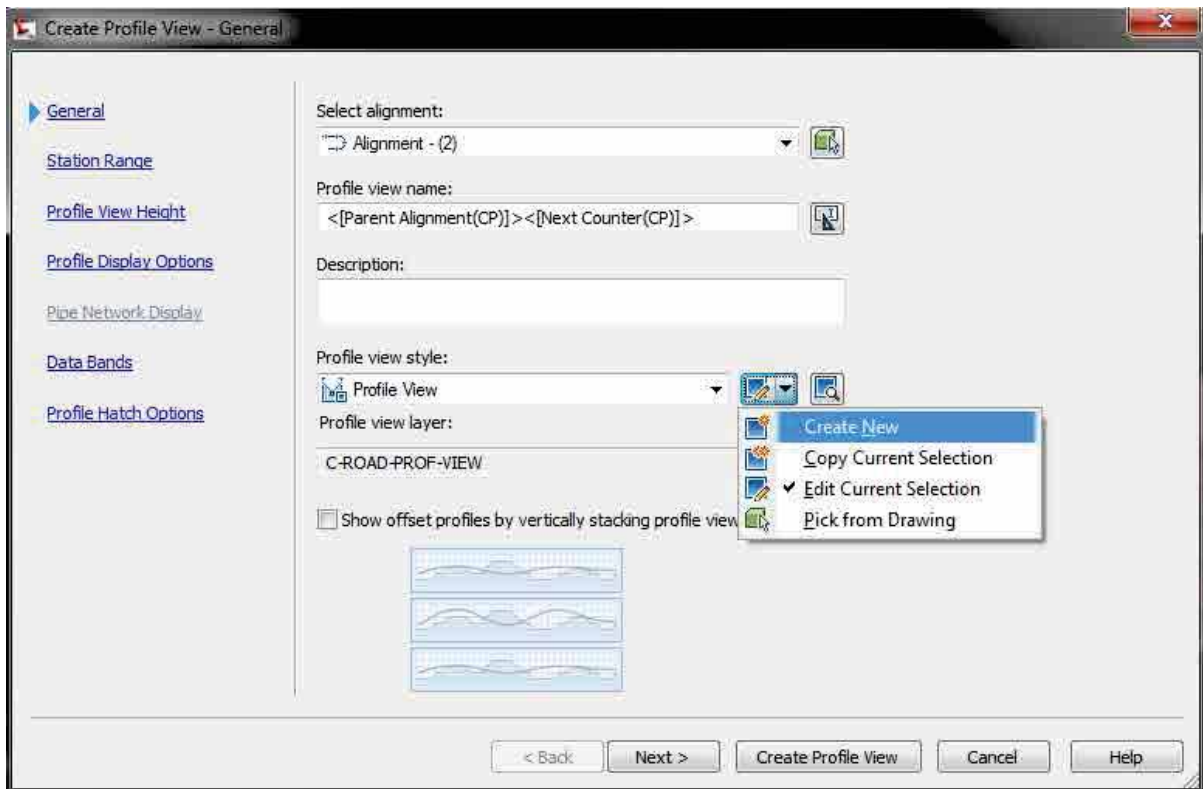 Create Profile View - General
General
Station Range
Profile View Height
Profile Display Options
Pipe Network Display
Data Bands
Profile Hatch Options
Select alignment:
Alignment - (2)
Profile view name:
<[Parent Alignment(CP)]><[Next Counter(CP)]>
Description:
Profile view style:
Profile View
Profile view layer:
C-ROAD-PROF-VIEW
Create New
Copy Current Selection
Edit Current Selection
Pick from Drawing
Show offset profiles by vertically stacking profile view
< Back
Next >
Create Profile View
Cancel
Help